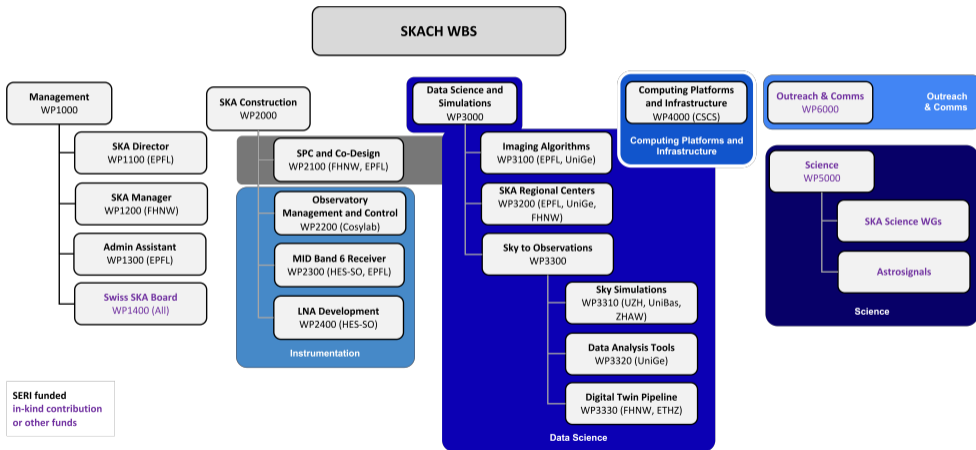 SKACH WBS
Management
WP1000
SKA Director
WP1100 (EPFL)
SKA Manager
WP1200 (FHNW)
Admin Assistant
WP1300 (EPFL)
Swiss SKA Board
WP1400 (All)
SKA Construction
WP2000
SPC and Co-Design
WP2100 (FHNW, EPFL)
Observatory
Management and Control
WP2200 (Cosylab)
MID Band 6 Receiver
WP2300 (HES-SO, EPFL)
LNA Development
WP2400 (HES-SO)
Instrumentation
Data Science and
Simulations
WP3000
Imaging Algorithms
WP3100 (EPFL, UniGe)
SKA Regional Centers
WP3200 (EPFL, UniGe,
FHNW)
Sky to Observations
WP3300
Sky Simulations
WP3310 (UZH, UniBas,
ZHAW)
Data Analysis Tools
WP3320 (UniGe)
Digital Twin Pipeline
WP3330 (FHNW, ETHZ)
Data Science
Computing Platforms
and Infrastructure
WP4000 (CSCS)
Computing Platforms and
Infrastructure
Outreach & Comms
WP6000
Outreach
& Comms
Science
WP5000
SKA Science WGs
Astrosignals
Science
SERI funded
in-kind contribution
or other funds